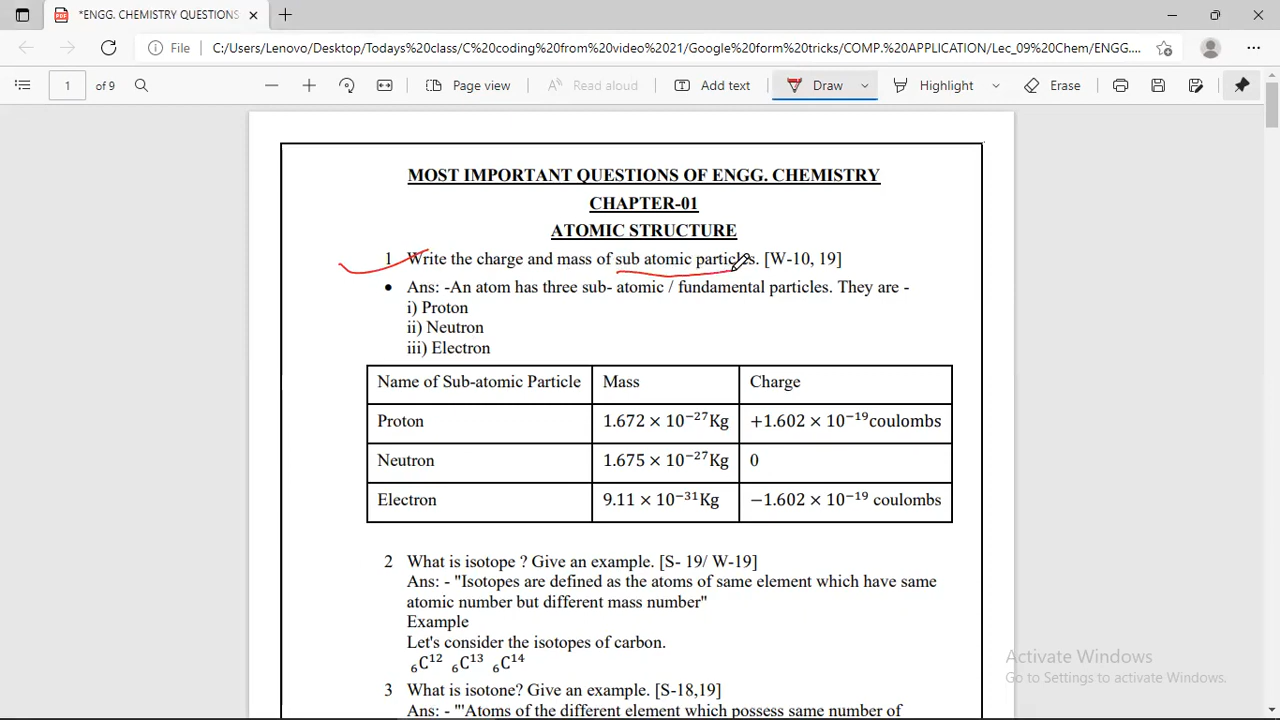 *ENGG. CHEMISTRY QUESTIONS
File C:/Users/Lenovo/Desktop/Todays%20class/C%20coding%20from%20video%2021/Google%20form%20tricks/COMP.%20APPLICATION/Lec_09%20Chem/ENGG....
1 of 9 Page view Read aloud Add text Draw Highlight Erase
MOST IMPORTANT QUESTIONS OF ENGG. CHEMISTRY
CHAPTER-01
ATOMIC STRUCTURE
1 Write the charge and mass of sub atomic particles. [W-10, 19]
• Ans: -An atom has three sub- atomic / fundamental particles. They are -
i) Proton
ii) Neutron
iii) Electron
Name of Sub-atomic Particle Mass Charge
Proton 1.672 × 10⁻²⁷Kg +1.602 × 10⁻¹⁹coulombs
Neutron 1.675 × 10⁻²⁷Kg 0
Electron 9.11 × 10⁻³¹Kg −1.602 × 10⁻¹⁹ coulombs
2 What is isotope ? Give an example. [S- 19/ W-19]
Ans: - "Isotopes are defined as the atoms of same element which have same
atomic number but different mass number"
Example
Let's consider the isotopes of carbon.
₆C¹² ₆C¹³ ₆C¹⁴
3 What is isotone? Give an example. [S-18,19]
Ans: - "'Atoms of the different element which possess same number of
Activate Windows
Go to Settings to activate Windows.